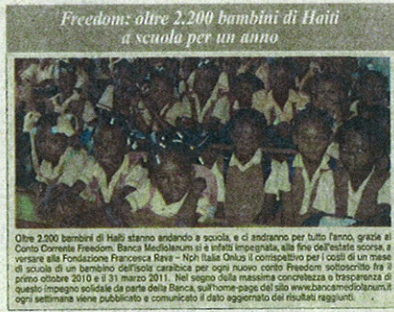 Freedom: oltre 2.200 bambini di Haiti
a scuola per un anno
Oltre 2.200 bambini di Haiti stanno andando a scuola, e ci andranno per tutto l'anno, grazie al
Conto Corrente Freedom. Banca Mediolanum si è infatti impegnata, alla fine dell'estate scorsa, a
versare alla Fondazione Francesca Rava – Nph Italia Onlus il corrispettivo per i costi di un mese
di scuola di un bambino dell'isola caraibica per ogni nuovo conto Freedom sottoscritto fra il
primo ottobre 2010 e il 31 marzo 2011. Nel segno della massima concretezza e trasparenza di
questo impegno solidale da parte della Banca, sull'home-page del sito www.bancamediolanum.it
ogni settimana viene pubblicato e comunicato il dato aggiornato dei risultati raggiunti.